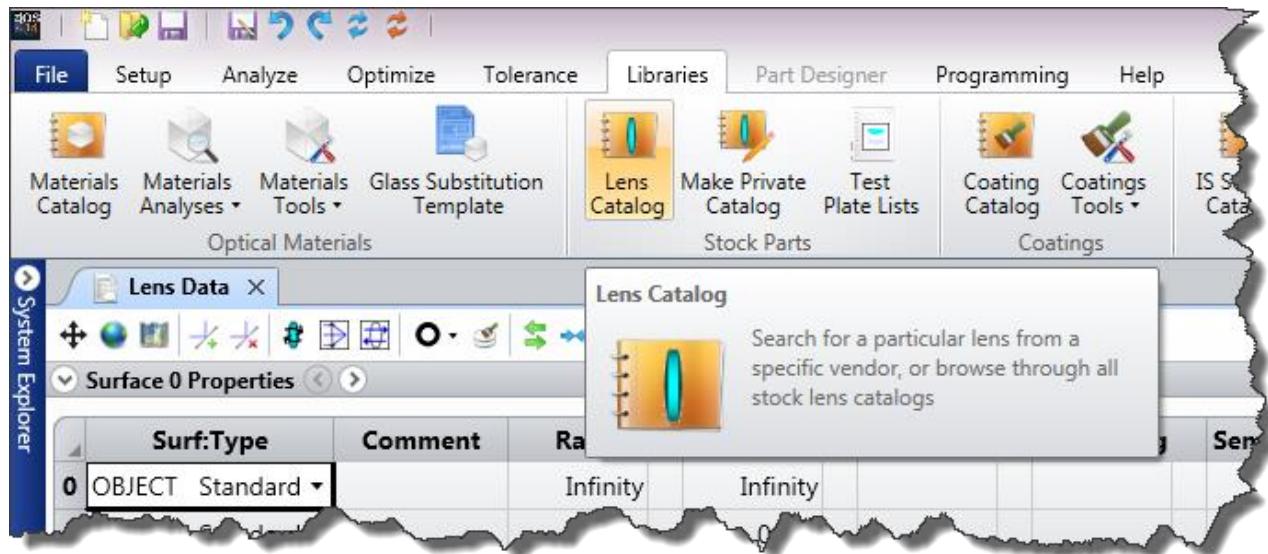 File Setup Analyze Optimize Tolerance Libraries Part Designer Programming Help
Materials Catalog
Materials Analyses
Materials Tools
Glass Substitution Template
Lens Catalog
Make Private Catalog
Test Plate Lists
Coating Catalog
Coatings Tools
IS
Optical Materials Stock Parts Coatings
System Explorer
Lens Data
Surface 0 Properties
Lens Catalog
Search for a particular lens from a
specific vendor, or browse through all
stock lens catalogs
Surf:Type Comment
0 OBJECT Standard Infinity Infinity